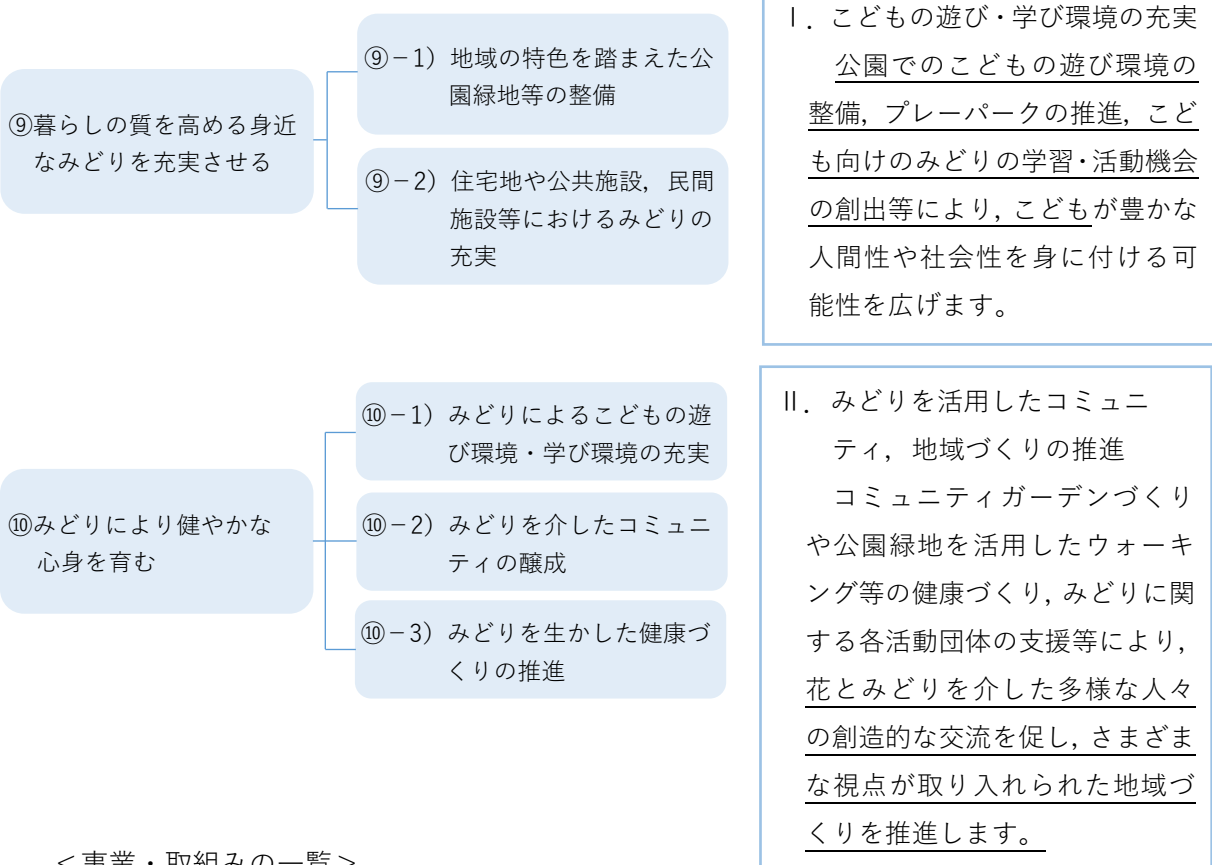 ⑨暮らしの質を高める身近
なみどりを充実させる
⑨－1）地域の特色を踏まえた公
園緑地等の整備
⑨－2）住宅地や公共施設，民間
施設等におけるみどりの
充実
⑩みどりにより健やかな
心身を育む
⑩－1）みどりによるこどもの遊
び環境・学び環境の充実
⑩－2）みどりを介したコミュニ
ティの醸成
⑩－3）みどりを生かした健康づ
くりの推進
Ⅰ．こどもの遊び・学び環境の充実
公園でのこどもの遊び環境の
整備，プレーパークの推進，こど
も向けのみどりの学習・活動機会
の創出等により，こどもが豊かな
人間性や社会性を身に付ける可
能性を広げます。
Ⅱ．みどりを活用したコミュニ
ティ，地域づくりの推進
コミュニティガーデンづくり
や公園緑地を活用したウォーキ
ング等の健康づくり，みどりに関
する各活動団体の支援等により，
花とみどりを介した多様な人々
の創造的な交流を促し，さまざま
な視点が取り入れられた地域づ
くりを推進します。
＜事業・取組みの一覧＞